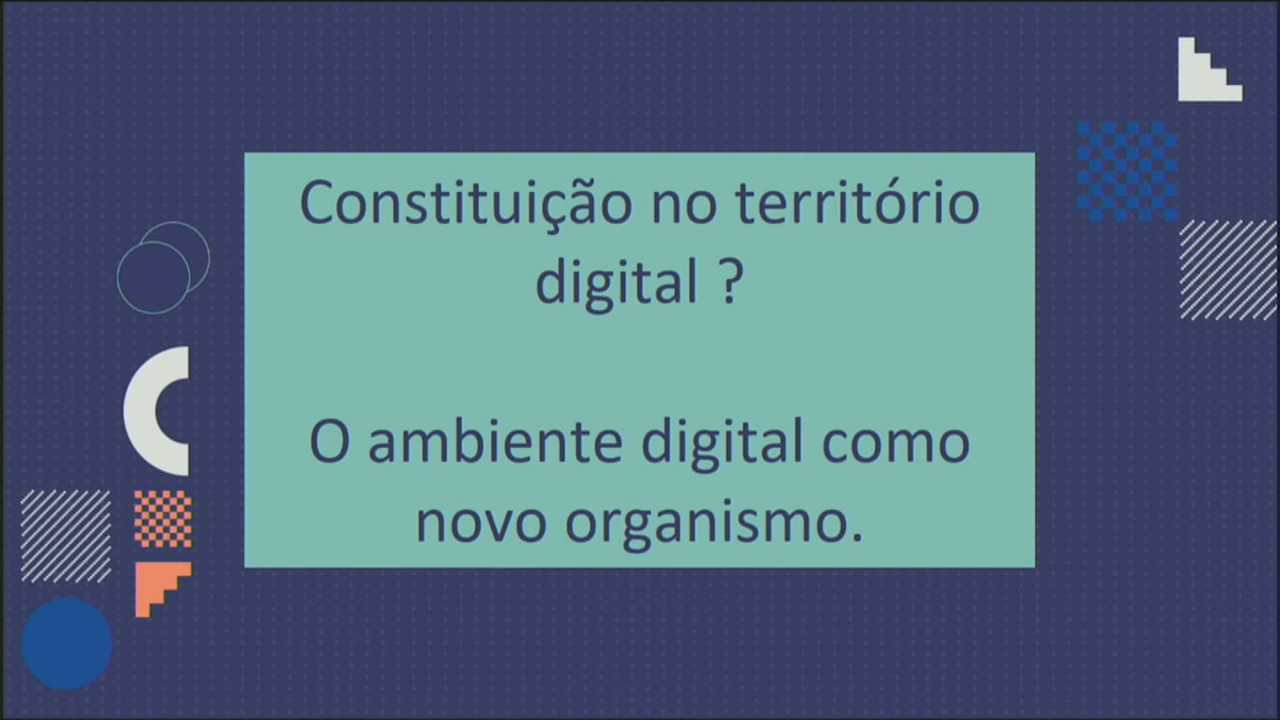 Constituição no território
digital ?
O ambiente digital como
novo organismo.